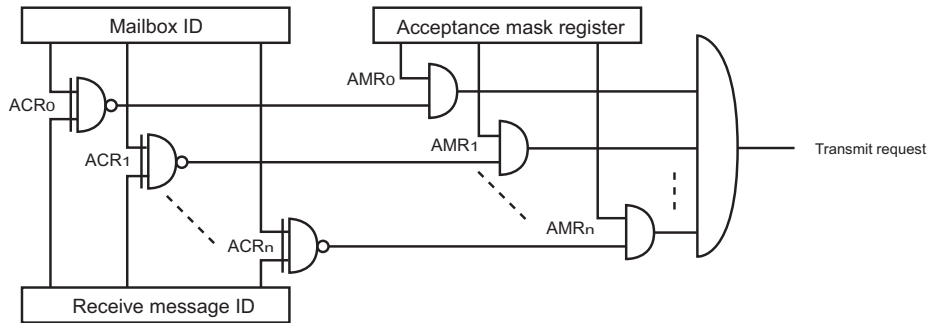 Mailbox ID
Acceptance mask register
AMR0
ACR0
AMR1
ACR1
Transmit request
AMRn
ACRn
Receive message ID